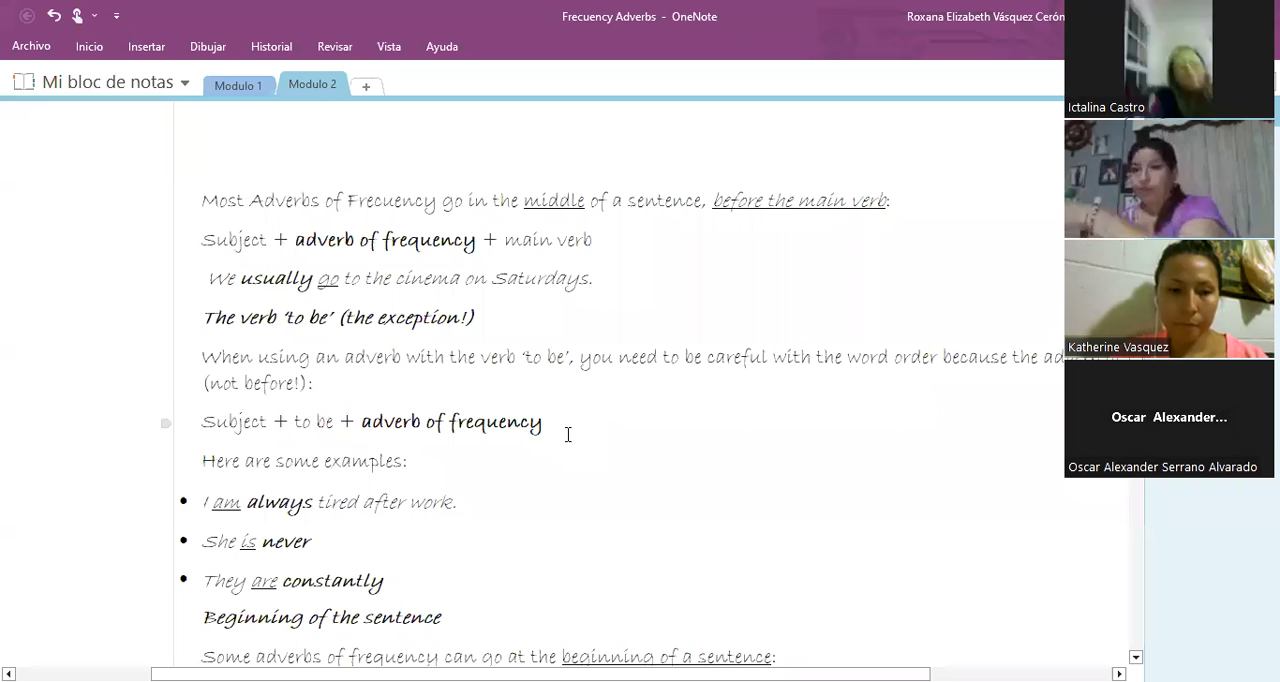 Frecuency Adverbs - OneNote
Roxana Elizabeth Vásquez Cerón
Archivo Inicio Insertar Dibujar Historial Revisar Vista Ayuda
Mi bloc de notas Modulo 1 Modulo 2 +
Ictalina Castro
Most Adverbs of Frecuency go in the middle of a sentence, before the main verb:
Subject + adverb of frequency + main verb
We usually go to the cinema on Saturdays.
The verb ‘to be’ (the exception!)
Katherine Vasquez
When using an adverb with the verb ‘to be’, you need to be careful with the word order because the
(not before!):
Subject + to be + adverb of frequency
Oscar Alexander...
Oscar Alexander Serrano Alvarado
Here are some examples:
• I am always tired after work.
• She is never
• They are constantly
Beginning of the sentence
Some adverbs of frequency can go at the beginning of a sentence: